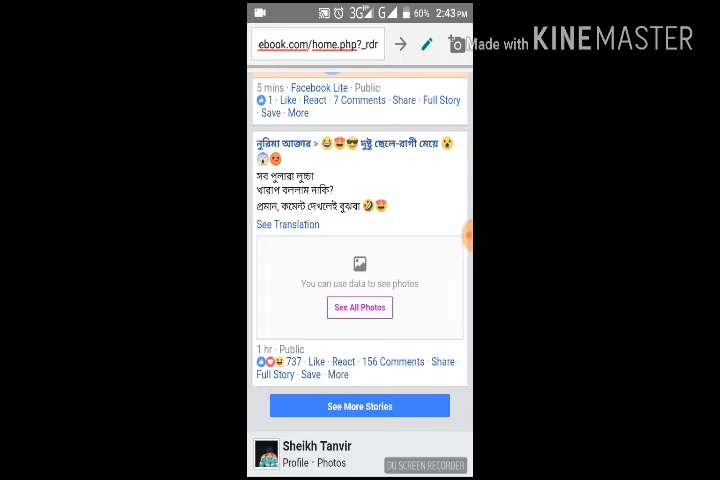 3G G 60% 2:43 PM
ebook.com/home.php?_rdr
Made with KINEMASTER
5 mins · Facebook Lite · Public
1 · Like · React · 7 Comments · Share · Full Story
· Save · More
নুরিমা আক্তার > 😂😍😎 দুষ্টু ছেলে-রাগী মেয়ে 😮
😱😡
সব পুলারা লুচ্চা
খারাপ বললাম নাকি?
প্রমান, কমেন্ট দেখলেই বুঝবা 🤣😍
See Translation
You can use data to see photos
See All Photos
1 hr · Public
737 · Like · React · 156 Comments · Share ·
Full Story · Save · More
See More Stories
Sheikh Tanvir
Profile · Photos
DU SCREEN RECORDER